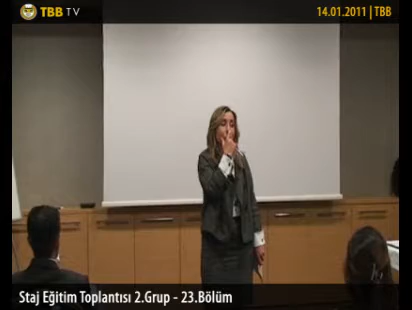 TBB TV
14.01.2011 | TBB
Staj Eğitim Toplantısı 2.Grup - 23.Bölüm